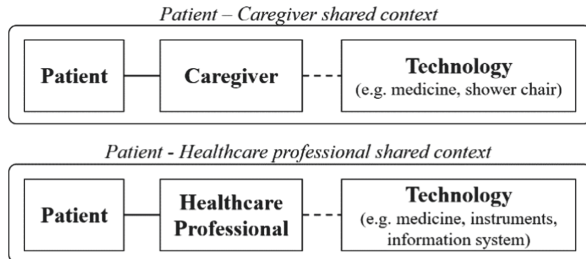 Patient – Caregiver shared context
Patient
Caregiver
Technology
(e.g. medicine, shower chair)
Patient - Healthcare professional shared context
Patient
Healthcare
Professional
Technology
(e.g. medicine, instruments,
information system)